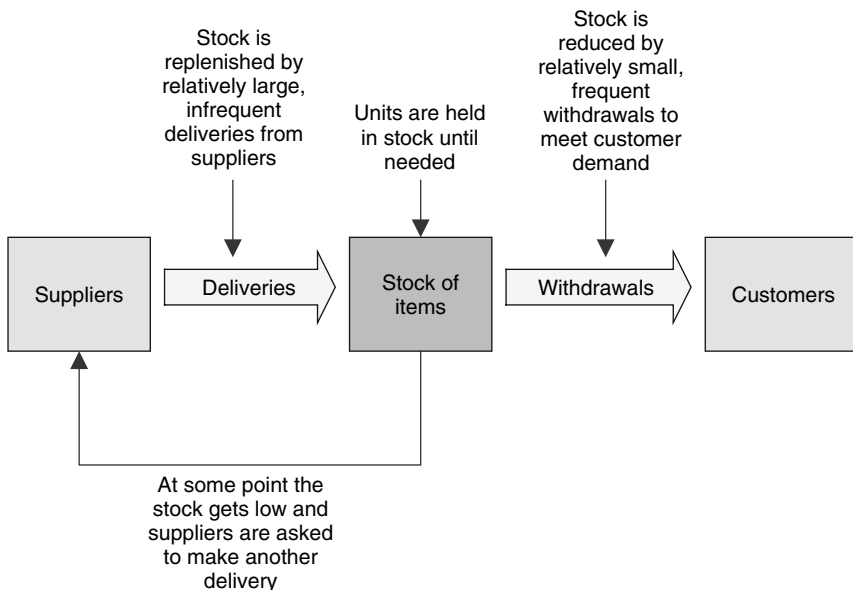 Stock is
replenished by
relatively large,
infrequent
deliveries from
suppliers
Units are held
in stock until
needed
Stock is
reduced by
relatively small,
frequent
withdrawals to
meet customer
demand
Suppliers
Deliveries
Stock of
items
Withdrawals
Customers
At some point the
stock gets low and
suppliers are asked
to make another
delivery